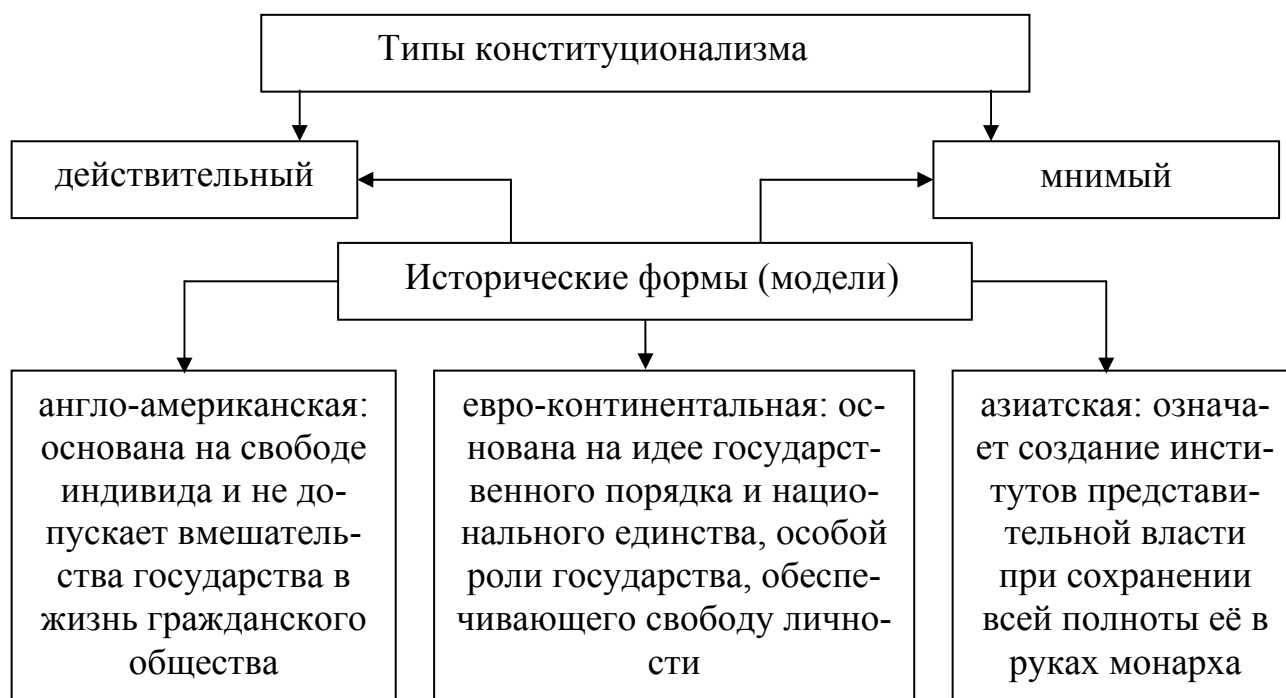 Типы конституционализма
действительный
мнимый
Исторические формы (модели)
англо-американская:
основана на свободе
индивида и не до-
пускает вмешатель-
ства государства в
жизнь гражданского
общества
евро-континентальная: ос-
нована на идее государст-
венного порядка и нацио-
нального единства, особой
роли государства, обеспе-
чивающего свободу лично-
сти
азиатская: означа-
ет создание инсти-
тутов представи-
тельной власти
при сохранении
всей полноты её в
руках монарха